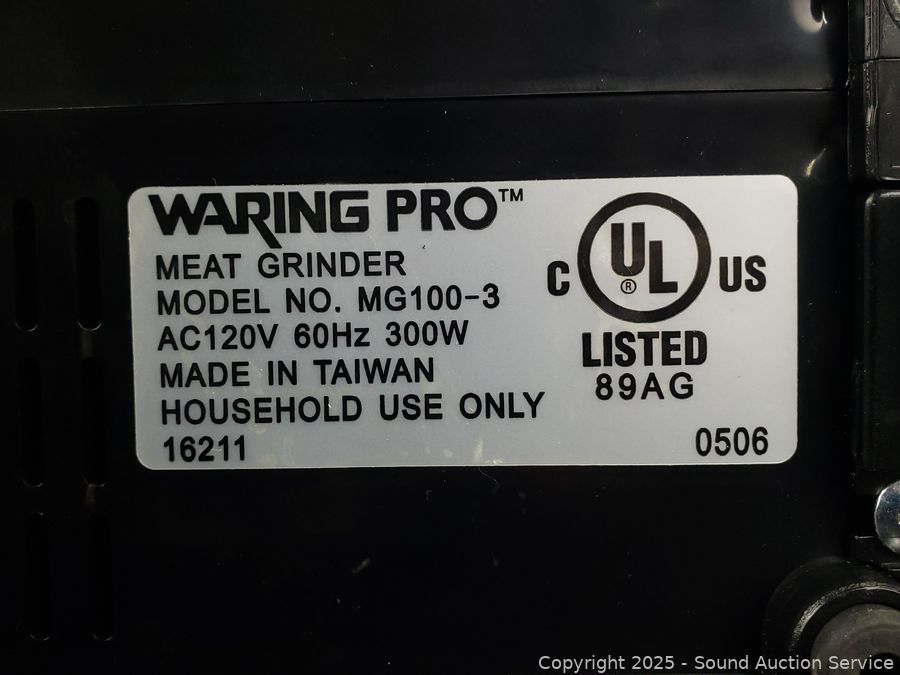 WARING PRO™
MEAT GRINDER
MODEL NO. MG100-3
AC120V 60Hz 300W
MADE IN TAIWAN
HOUSEHOLD USE ONLY
16211
C UL® US
LISTED
89AG
0506
Copyright 2025 - Sound Auction Service